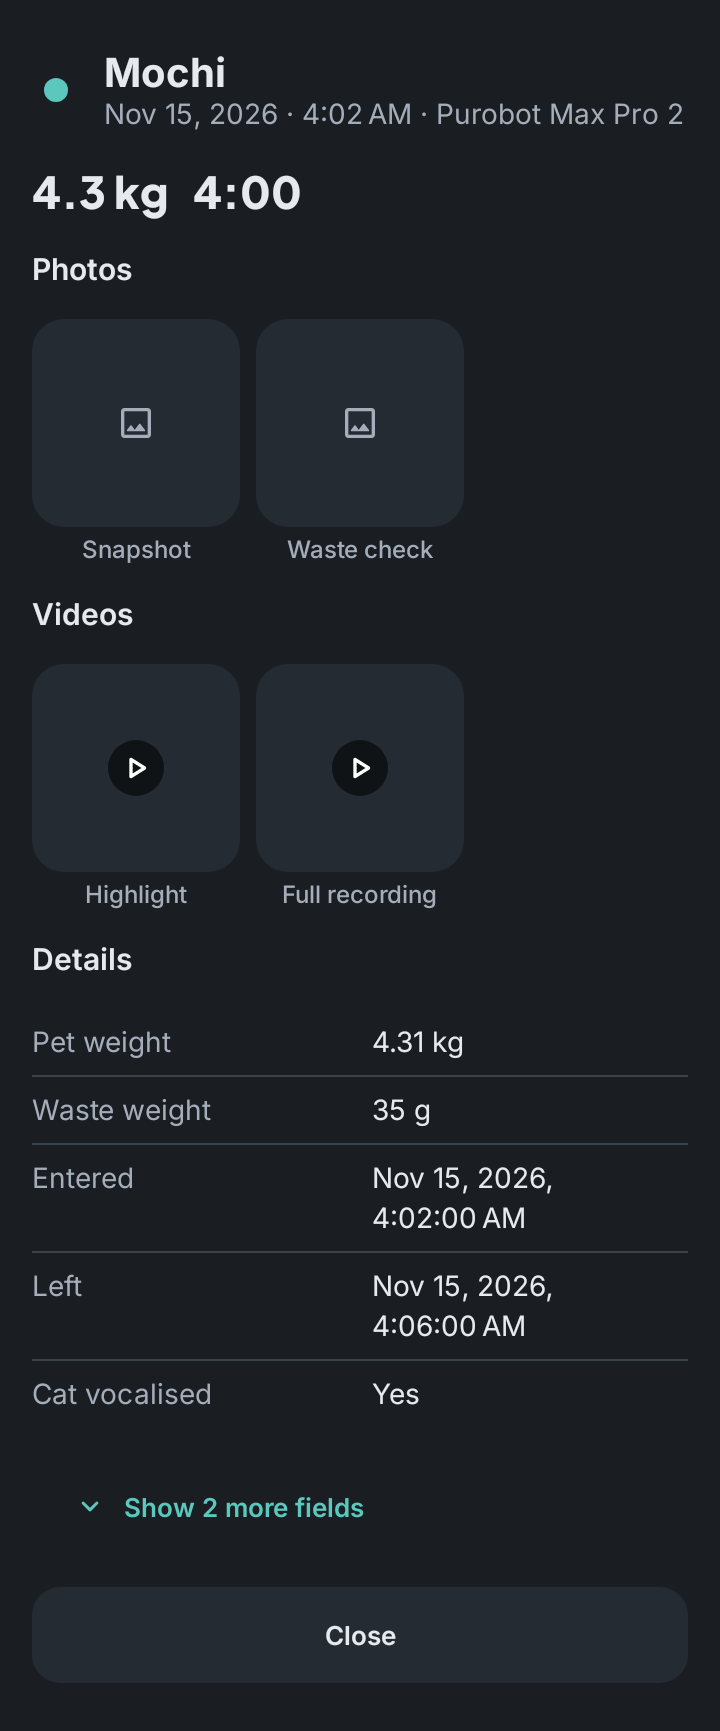 Mochi
Nov 15, 2026 · 4:02 AM · Purobot Max Pro 2
4.3 kg 4:00
Photos
Snapshot Waste check
Videos
Highlight Full recording
Details
Pet weight 4.31 kg
Waste weight 35 g
Entered Nov 15, 2026,
4:02:00 AM
Left Nov 15, 2026,
4:06:00 AM
Cat vocalised Yes
Show 2 more fields
Close